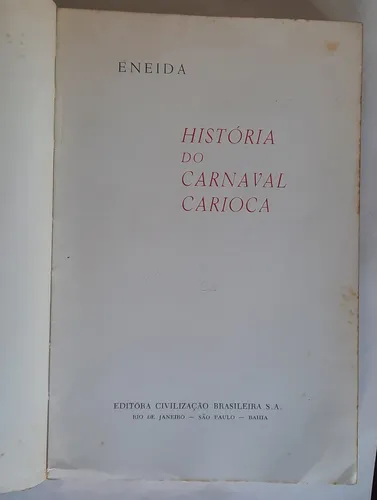 ENEIDA
HISTÓRIA
DO
CARNAVAL
CARIOCA
EDITÔRA CIVILIZAÇÃO BRASILEIRA S.A.
RIO DE JANEIRO — SÃO PAULO — BAHIA